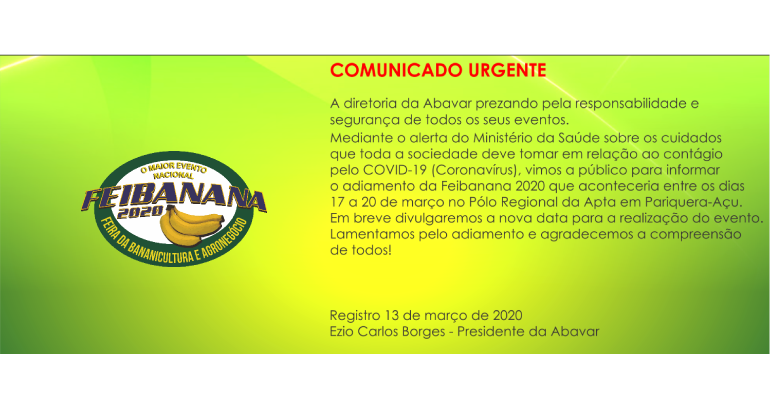 O MAIOR EVENTO
NACIONAL
FEIBANANA
2020
FEIRA DA BANANICULTURA E AGRONEGÓCIO
COMUNICADO URGENTE
A diretoria da Abavar prezando pela responsabilidade e
segurança de todos os seus eventos.
Mediante o alerta do Ministério da Saúde sobre os cuidados
que toda a sociedade deve tomar em relação ao contágio
pelo COVID-19 (Coronavírus), vimos a público para informar
o adiamento da Feibanana 2020 que aconteceria entre os dias
17 a 20 de março no Pólo Regional da Apta em Pariquera-Açu.
Em breve divulgaremos a nova data para a realização do evento.
Lamentamos pelo adiamento e agradecemos a compreensão
de todos!
Registro 13 de março de 2020
Ezio Carlos Borges - Presidente da Abavar